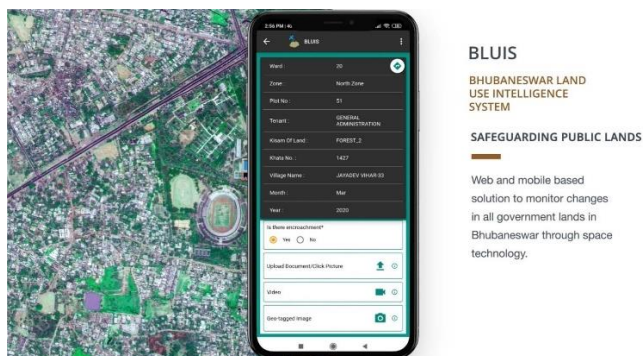 2:56 PM | 4G
BLUIS
Ward : 20
Zone : North Zone
Plot No : 51
Tenant : GENERAL ADMINISTRATION
Kisam Of Land : FOREST_2
Khata No. : 1427
Village Name : JAYADEV VIHAR-03
Month : Mar
Year : 2020
Is there encroachment*
Yes No
Upload Document/Click Picture
Video
Geo-tagged Image
BLUIS
BHUBANESWAR LAND
USE INTELLIGENCE
SYSTEM
SAFEGUARDING PUBLIC LANDS
Web and mobile based
solution to monitor changes
in all government lands in
Bhubaneswar through space
technology.